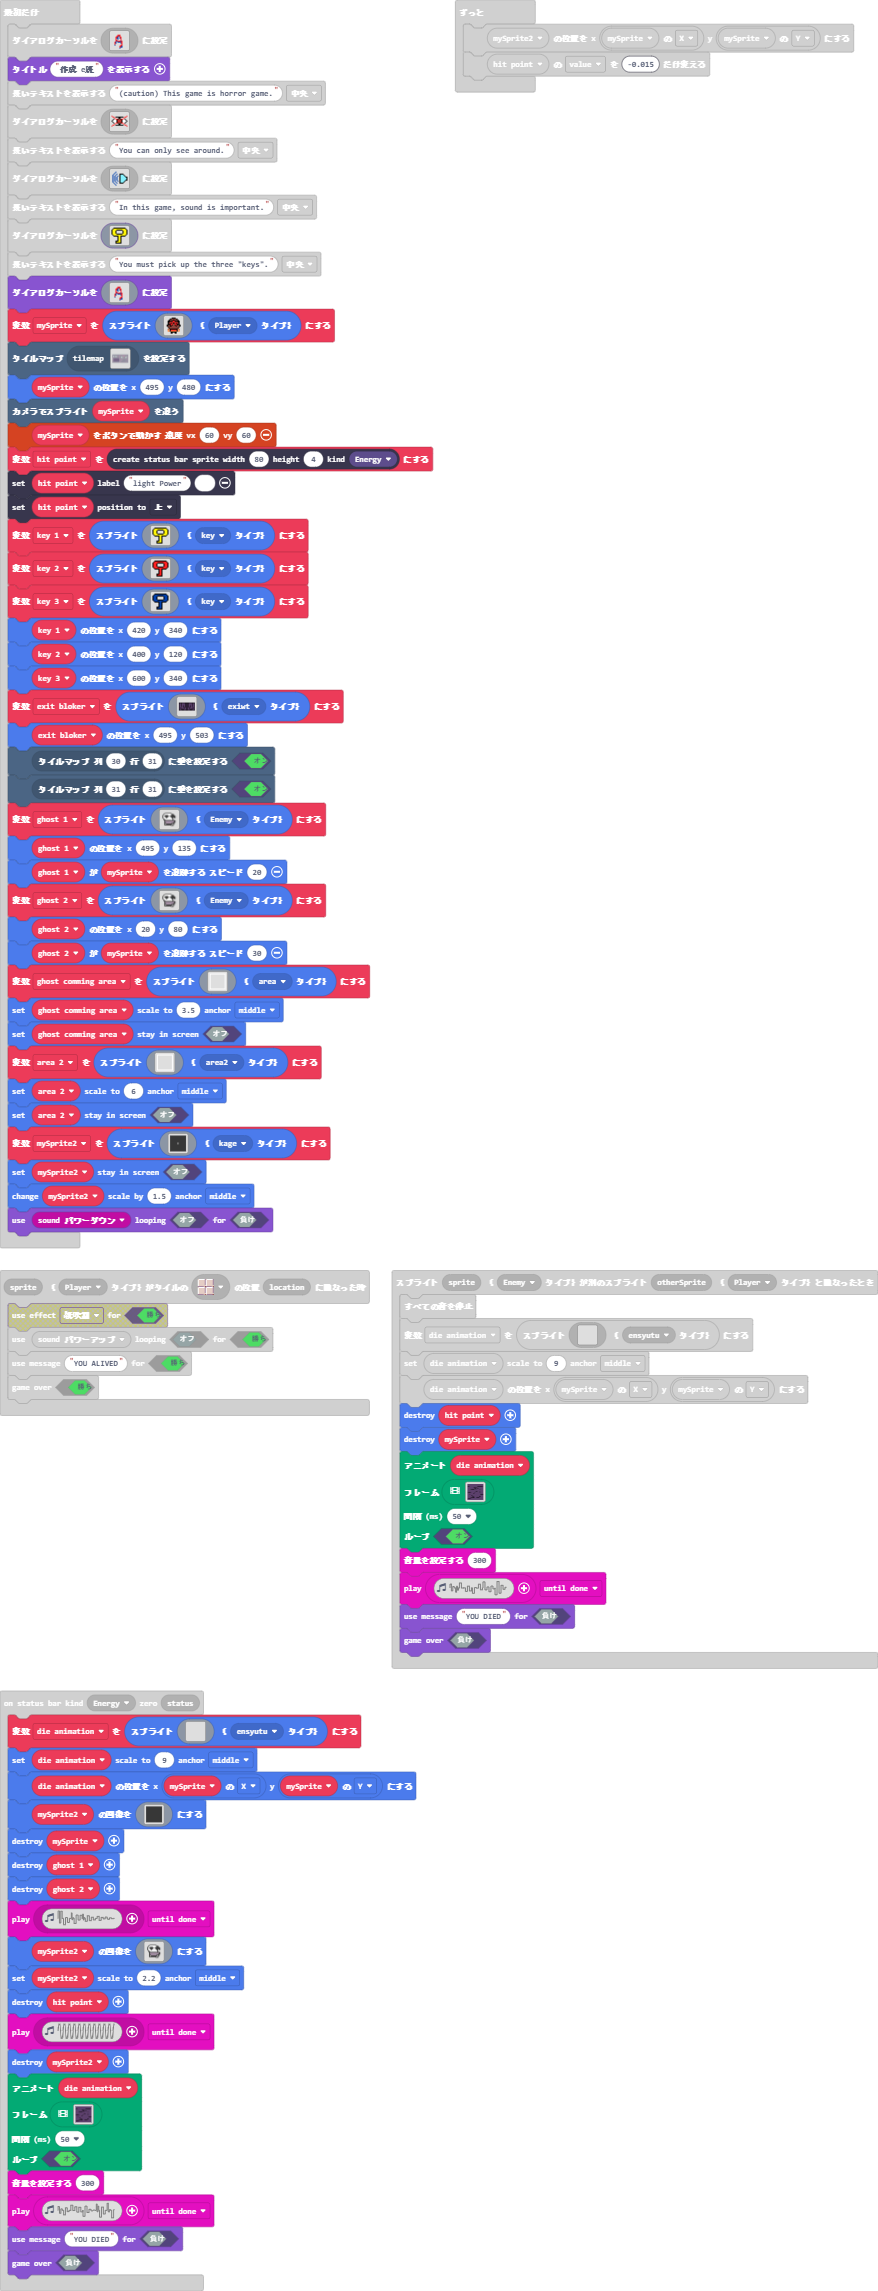 最初だけ
ダイアログカーソルを に設定
タイトル "作成 c班" を表示する
長いテキストを表示する "(caution) This game is horror game." 中央
ダイアログカーソルを に設定
長いテキストを表示する "You can only see around." 中央
ダイアログカーソルを に設定
長いテキストを表示する "In this game, sound is important." 中央
ダイアログカーソルを に設定
長いテキストを表示する "You must pick up the three "keys"." 中央
ダイアログカーソルを に設定
変数 mySprite を スプライト ( Player タイプ) にする
タイルマップ tilemap を設定する
mySprite の位置を x 495 y 480 にする
カメラでスプライト mySprite を追う
mySprite をボタンで動かす 速度 vx 60 vy 60
変数 hit point を create status bar sprite width 80 height 4 kind Energy にする
set hit point label "light Power"
set hit point position to 上
変数 key 1 を スプライト ( key タイプ) にする
変数 key 2 を スプライト ( key タイプ) にする
変数 key 3 を スプライト ( key タイプ) にする
key 1 の位置を x 420 y 340 にする
key 2 の位置を x 400 y 120 にする
key 3 の位置を x 600 y 340 にする
変数 exit bloker を スプライト ( exiwt タイプ) にする
exit bloker の位置を x 495 y 503 にする
タイルマップ 列 30 行 31 に壁を設定する オン
タイルマップ 列 31 行 31 に壁を設定する オン
変数 ghost 1 を スプライト ( Enemy タイプ) にする
ghost 1 の位置を x 495 y 135 にする
ghost 1 が mySprite を追跡する スピード 20
変数 ghost 2 を スプライト ( Enemy タイプ) にする
ghost 2 の位置を x 20 y 80 にする
ghost 2 が mySprite を追跡する スピード 30
変数 ghost comming area を スプライト ( area タイプ) にする
set ghost comming area scale to 3.5 anchor middle
set ghost comming area stay in screen オフ
変数 area 2 を スプライト ( area2 タイプ) にする
set area 2 scale to 6 anchor middle
set area 2 stay in screen オフ
変数 mySprite2 を スプライト ( kage タイプ) にする
set mySprite2 stay in screen オフ
change mySprite2 scale by 1.5 anchor middle
use sound パワーダウン looping オフ for 負け
ずっと
mySprite2 の位置を x mySprite の X y mySprite の Y にする
hit point の value を -0.015 だけ変える
sprite ( Player タイプ) がタイルの の位置 location に重なった時
use effect 紙吹雪 for 勝ち
use sound パワーアップ looping オフ for 勝ち
use message "YOU ALIVED" for 勝ち
game over 勝ち
スプライト sprite ( Enemy タイプ) が別のスプライト otherSprite ( Player タイプ) と重なったとき
すべての音を停止
変数 die animation を スプライト ( ensyutu タイプ) にする
set die animation scale to 9 anchor middle
die animation の位置を x mySprite の X y mySprite の Y にする
destroy hit point
destroy mySprite
アニメート die animation
フレーム
間隔 (ms) 50
ループ オン
音量を設定する 300
play until done
use message "YOU DIED" for 負け
game over 負け
on status bar kind Energy zero status
変数 die animation を スプライト ( ensyutu タイプ) にする
set die animation scale to 9 anchor middle
die animation の位置を x mySprite の X y mySprite の Y にする
mySprite2 の画像を にする
destroy mySprite
destroy ghost 1
destroy ghost 2
play until done
mySprite2 の画像を にする
set mySprite2 scale to 2.2 anchor middle
destroy hit point
play until done
destroy mySprite2
アニメート die animation
フレーム
間隔 (ms) 50
ループ オン
音量を設定する 300
play until done
use message "YOU DIED" for 負け
game over 負け